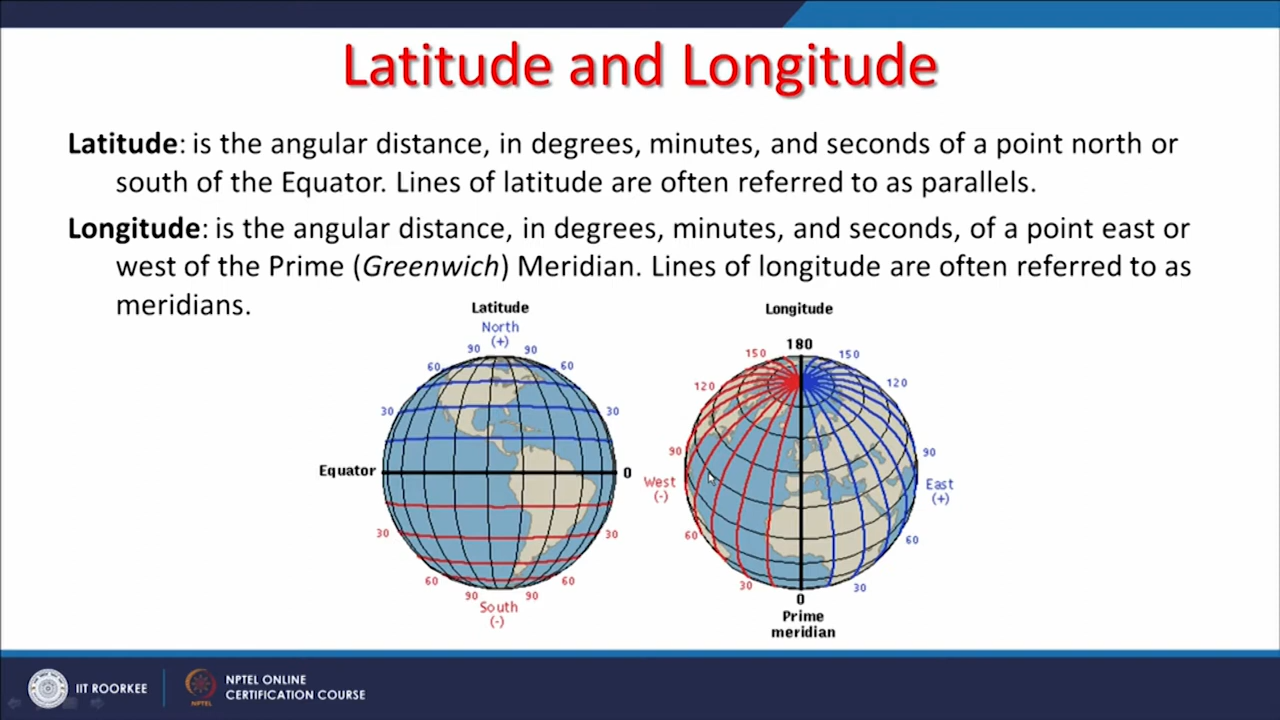 Latitude and Longitude
Latitude: is the angular distance, in degrees, minutes, and seconds of a point north or
south of the Equator. Lines of latitude are often referred to as parallels.
Longitude: is the angular distance, in degrees, minutes, and seconds, of a point east or
west of the Prime (Greenwich) Meridian. Lines of longitude are often referred to as
meridians.
Latitude
North
(+)
90 90
60 60
30 30
Equator 0
30 30
60 60
90 90
South
(-)
Longitude
180
150 150
120 120
90 90
West East
(-) (+)
60 60
30 30
0
Prime
meridian
IIT ROORKEE
NPTEL
NPTEL ONLINE
CERTIFICATION COURSE